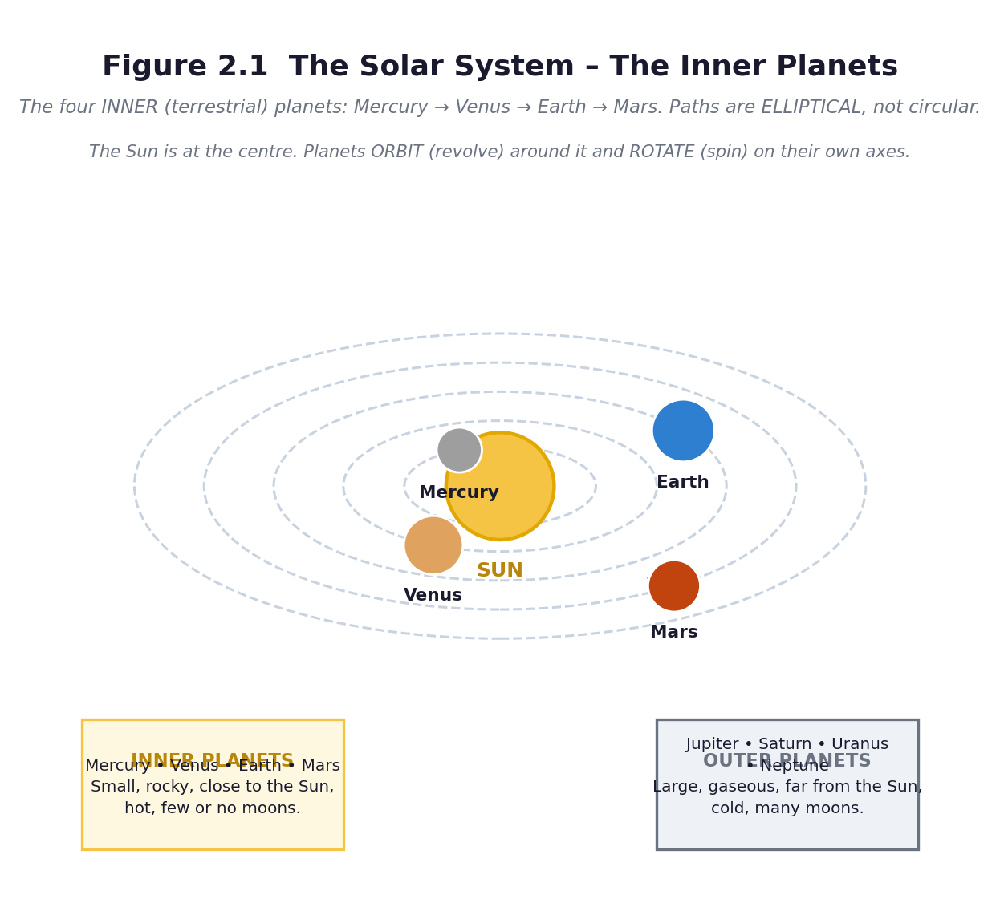 Figure 2.1 The Solar System – The Inner Planets
The four INNER (terrestrial) planets: Mercury → Venus → Earth → Mars. Paths are ELLIPTICAL, not circular.
The Sun is at the centre. Planets ORBIT (revolve) around it and ROTATE (spin) on their own axes.
Earth
Mercury
SUN
Venus
Mars
INNER PLANETS
Mercury • Venus • Earth • Mars
Small, rocky, close to the Sun,
hot, few or no moons.
OUTER PLANETS
Jupiter • Saturn • Uranus
• Neptune
Large, gaseous, far from the Sun,
cold, many moons.